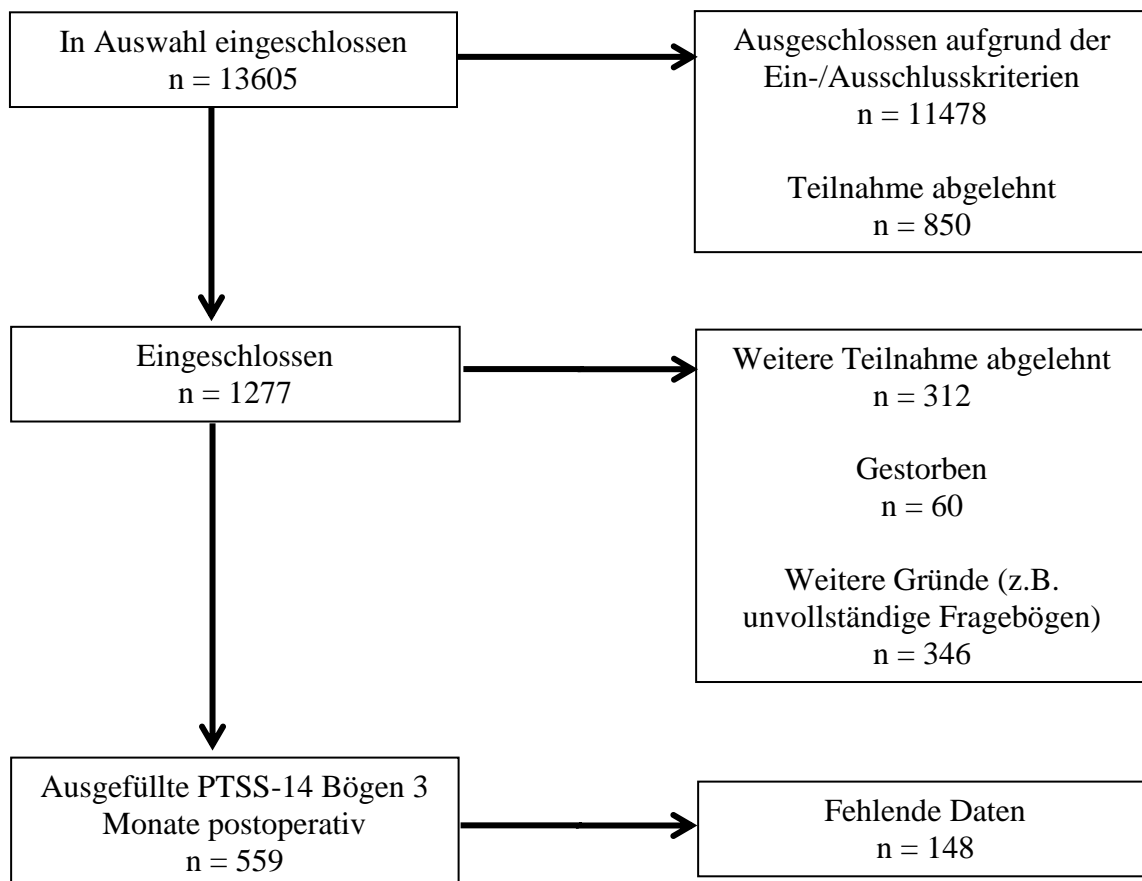 In Auswahl eingeschlossen
n = 13605
Ausgeschlossen aufgrund der
Ein-/Ausschlusskriterien
n = 11478
Teilnahme abgelehnt
n = 850
Eingeschlossen
n = 1277
Weitere Teilnahme abgelehnt
n = 312
Gestorben
n = 60
Weitere Gründe (z.B.
unvollständige Fragebögen)
n = 346
Ausgefüllte PTSS-14 Bögen 3
Monate postoperativ
n = 559
Fehlende Daten
n = 148